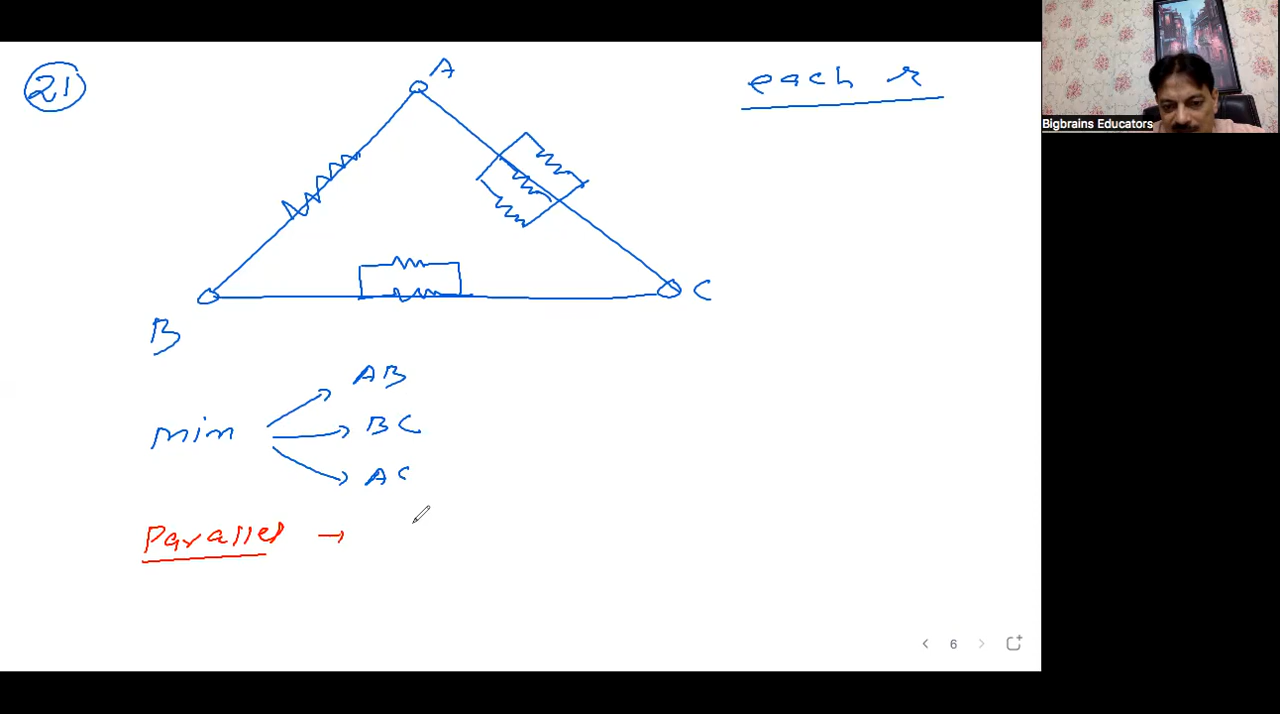 21
A
each r
Bigbrains Educators
C
B
AB
min
BC
AC
Parallel →
6